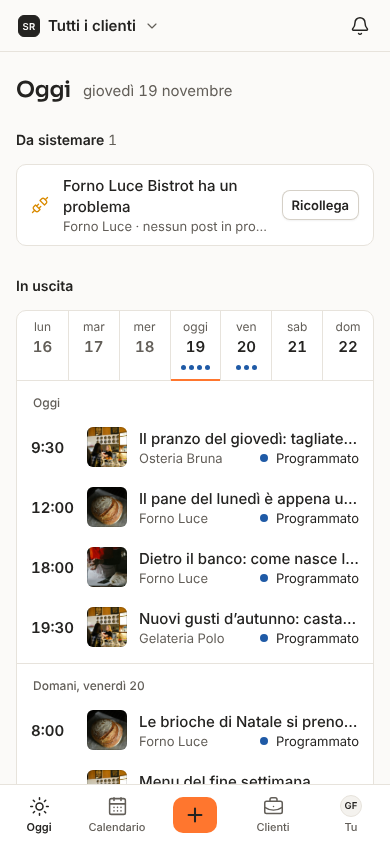 SR Tutti i clienti
Oggi giovedì 19 novembre
Da sistemare 1
Forno Luce Bistrot ha un
problema
Forno Luce · nessun post in pro...
Ricollega
In uscita
lun mar mer oggi ven sab dom
16 17 18 19 20 21 22
Oggi
9:30 Il pranzo del giovedì: tagliate...
Osteria Bruna Programmato
12:00 Il pane del lunedì è appena u...
Forno Luce Programmato
18:00 Dietro il banco: come nasce l...
Forno Luce Programmato
19:30 Nuovi gusti d’autunno: casta...
Gelateria Polo Programmato
Domani, venerdì 20
8:00 Le brioche di Natale si preno...
Forno Luce Programmato
Menu del fine settimana
Oggi Calendario + Clienti GF Tu